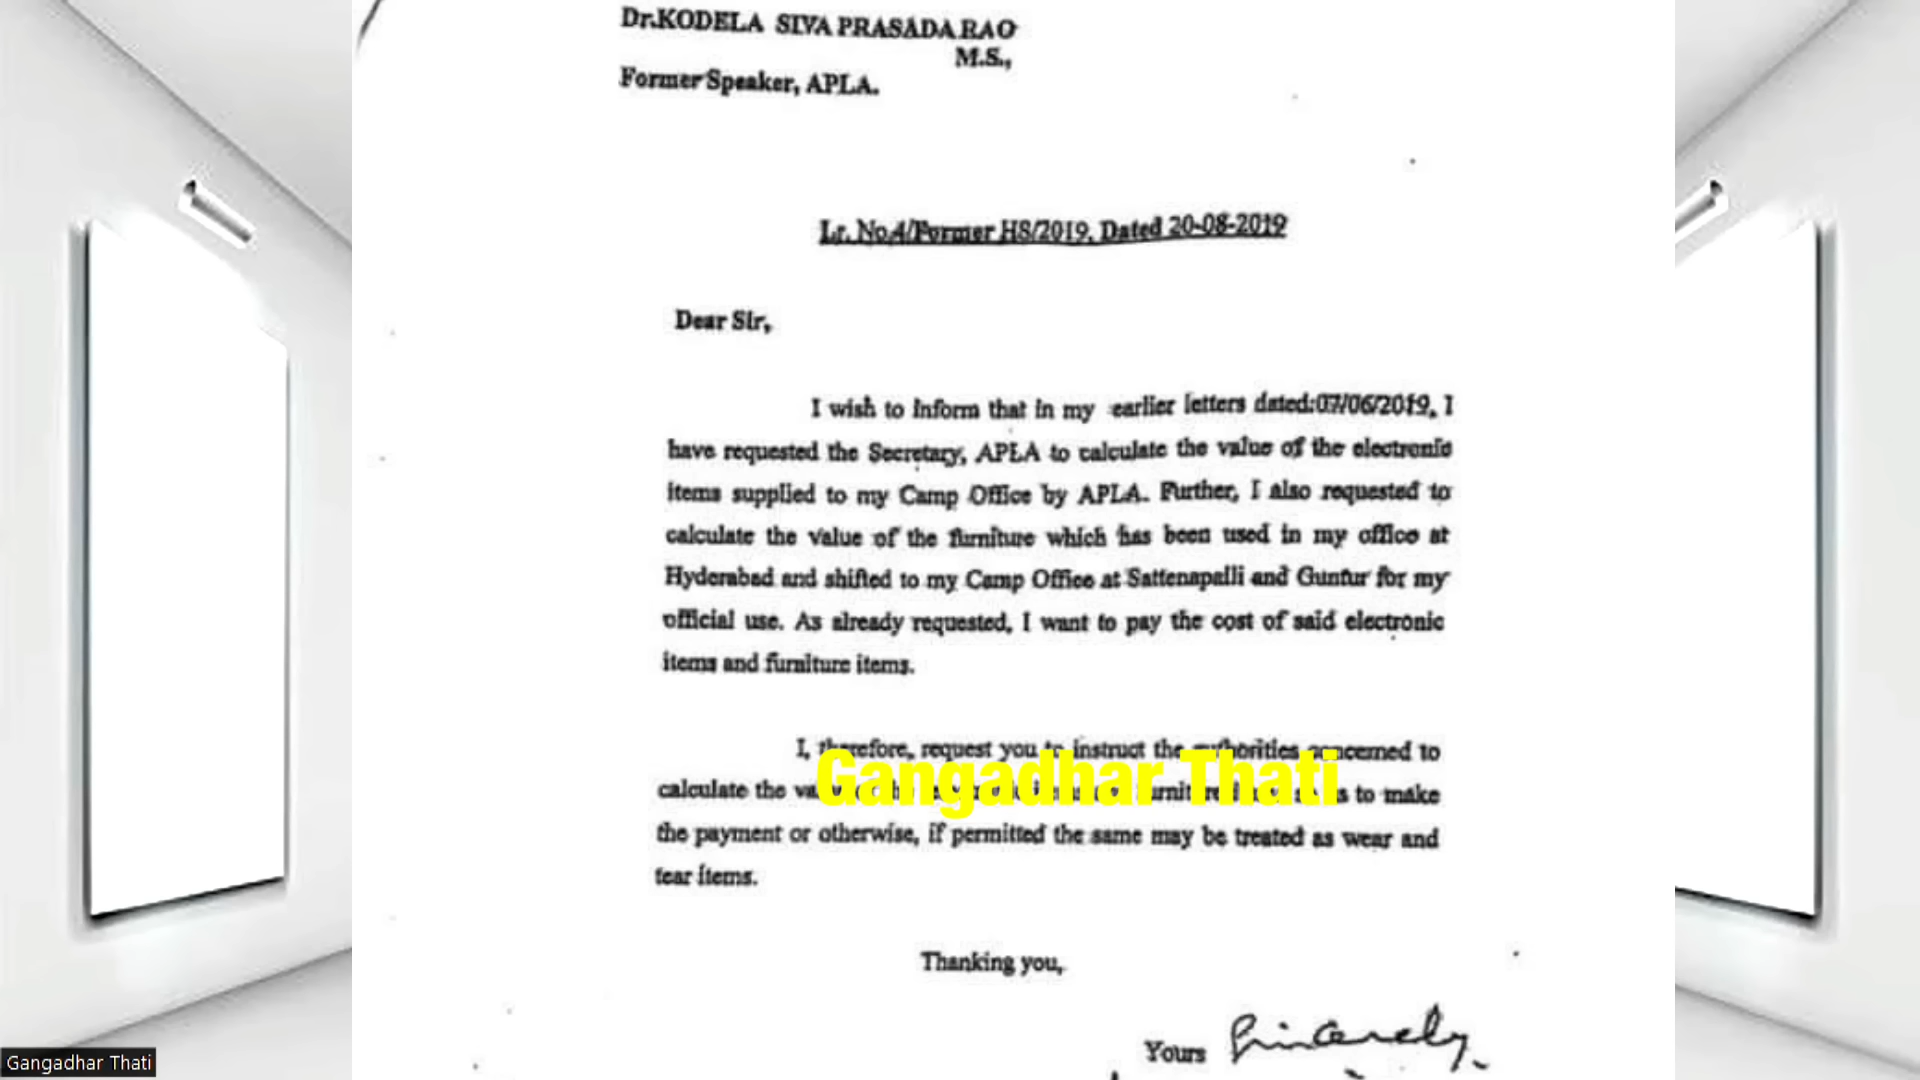 Dr.KODELA SIVA PRASADA RAO
M.S.,
Former Speaker, APLA.
Lr. No.4/Former HS/2019, Dated 20-08-2019
Dear Sir,
I wish to inform that in my earlier letters dated:07/06/2019, I
have requested the Secretary, APLA to calculate the value of the electronic
items supplied to my Camp Office by APLA. Further, I also requested to
calculate the value of the furniture which has been used in my office at
Hyderabad and shifted to my Camp Office at Sattenapalli and Guntur for my
official use. As already requested, I want to pay the cost of said electronic
items and furniture items.
I, therefore, request you to instruct the authorities concerned to
Gangadhar Thati
calculate the to make
the payment or otherwise, if permitted the same may be treated as wear and
tear items.
Thanking you,
Yours Sincerely,
Gangadhar Thati